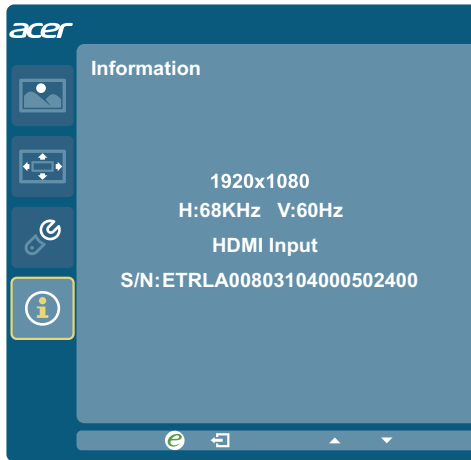 acer
Information
1920x1080
H:68KHz V:60Hz
HDMI Input
S/N:ETRLA00803104000502400